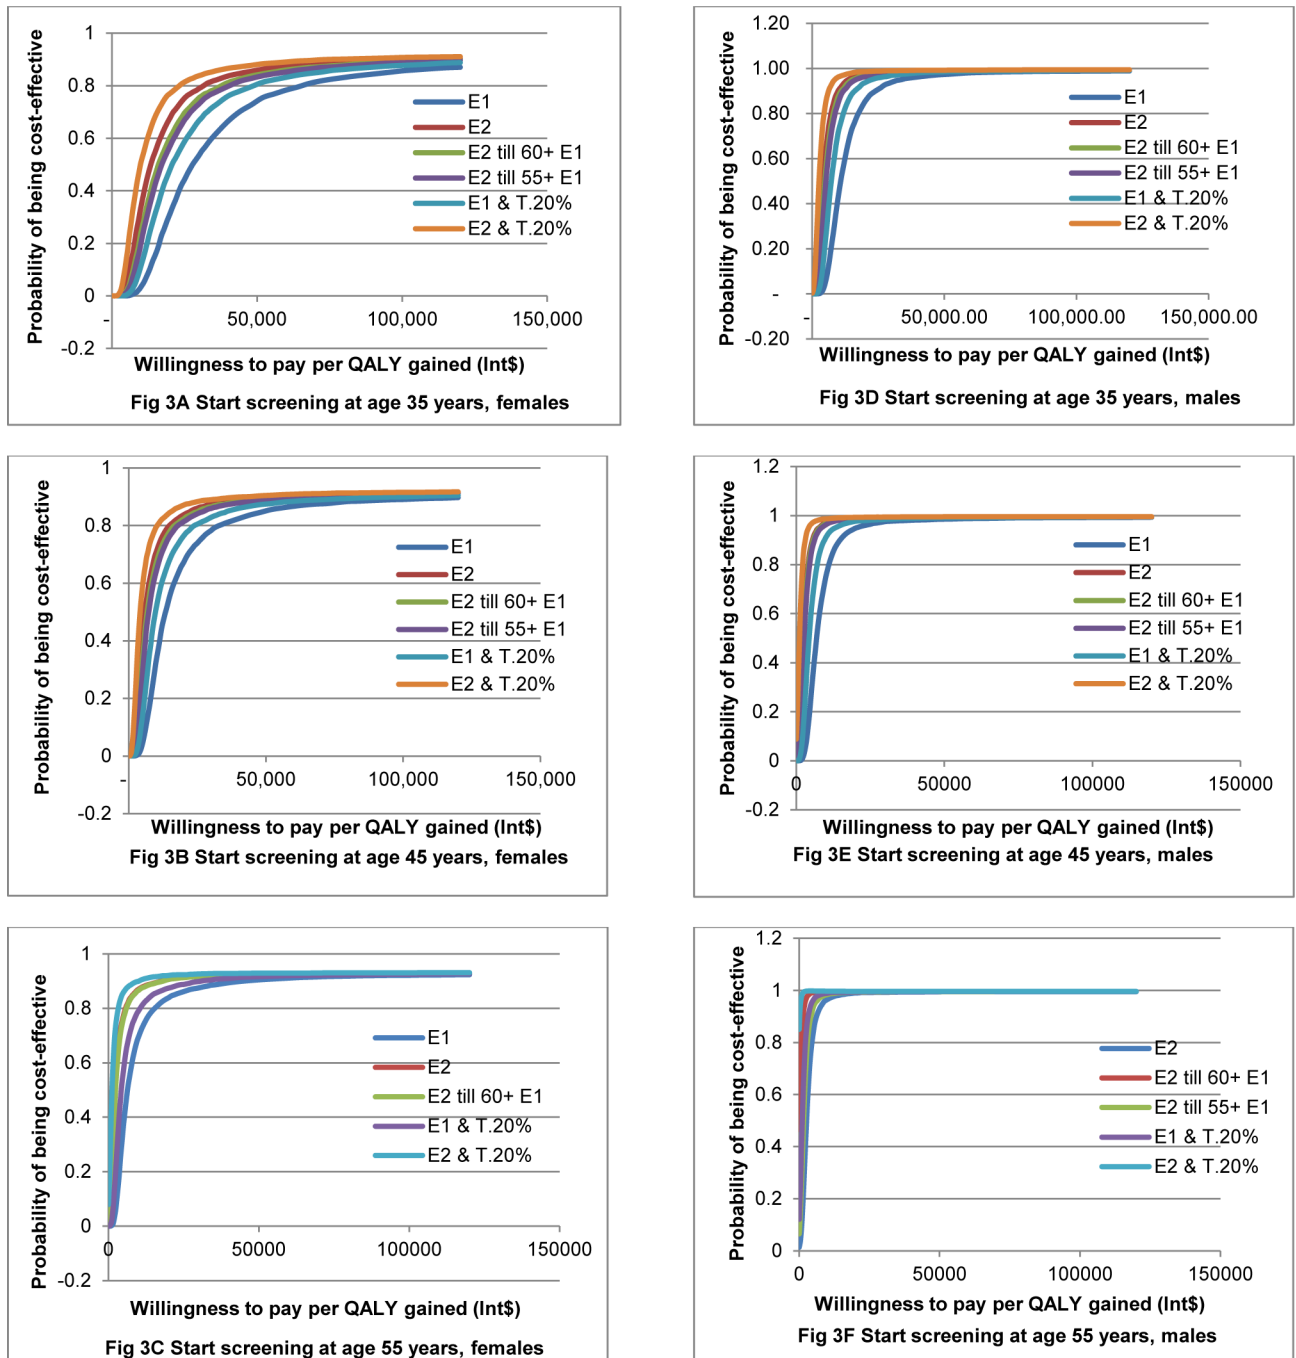 Probability of being cost-effective
1
0.8
0.6
0.4
0.2
0
-0.2
-
50,000
100,000
150,000
E1
E2
E2 till 60+ E1
E2 till 55+ E1
E1 & T.20%
E2 & T.20%
Willingness to pay per QALY gained (Int$)
Fig 3A Start screening at age 35 years, females
Probability of being cost-effective
1.20
1.00
0.80
0.60
0.40
0.20
-
-0.20
-
50,000.00
100,000.00
150,000.00
E1
E2
E2 till 60+ E1
E2 till 55+ E1
E1 & T.20%
E2 & T.20%
Willingness to pay per QALY gained (Int$)
Fig 3D Start screening at age 35 years, males
Probability of being cost-effective
1
0.8
0.6
0.4
0.2
0
-0.2
-
50,000
100,000
150,000
E1
E2
E2 till 60+ E1
E2 till 55+ E1
E1 & T.20%
E2 & T.20%
Willingness to pay per QALY gained (Int$)
Fig 3B Start screening at age 45 years, females
Probability of being cost-effective
1.2
1
0.8
0.6
0.4
0.2
0
-0.2
0
50000
100000
150000
E1
E2
E2 till 60+ E1
E2 till 55+ E1
E1 & T.20%
E2 & T.20%
Willingness to pay per QALY gained (Int$)
Fig 3E Start screening at age 45 years, males
Probability of being cost-effective
1
0.8
0.6
0.4
0.2
0
-0.2
0
50000
100000
150000
E1
E2
E2 till 60+ E1
E1 & T.20%
E2 & T.20%
Willingness to pay per QALY gained (Int$)
Fig 3C Start screening at age 55 years, females
Probability of being cost-effective
1.2
1
0.8
0.6
0.4
0.2
0
0
50000
100000
150000
E2
E2 till 60+ E1
E2 till 55+ E1
E1 & T.20%
E2 & T.20%
Willingness to pay per QALY gained (Int$)
Fig 3F Start screening at age 55 years, males